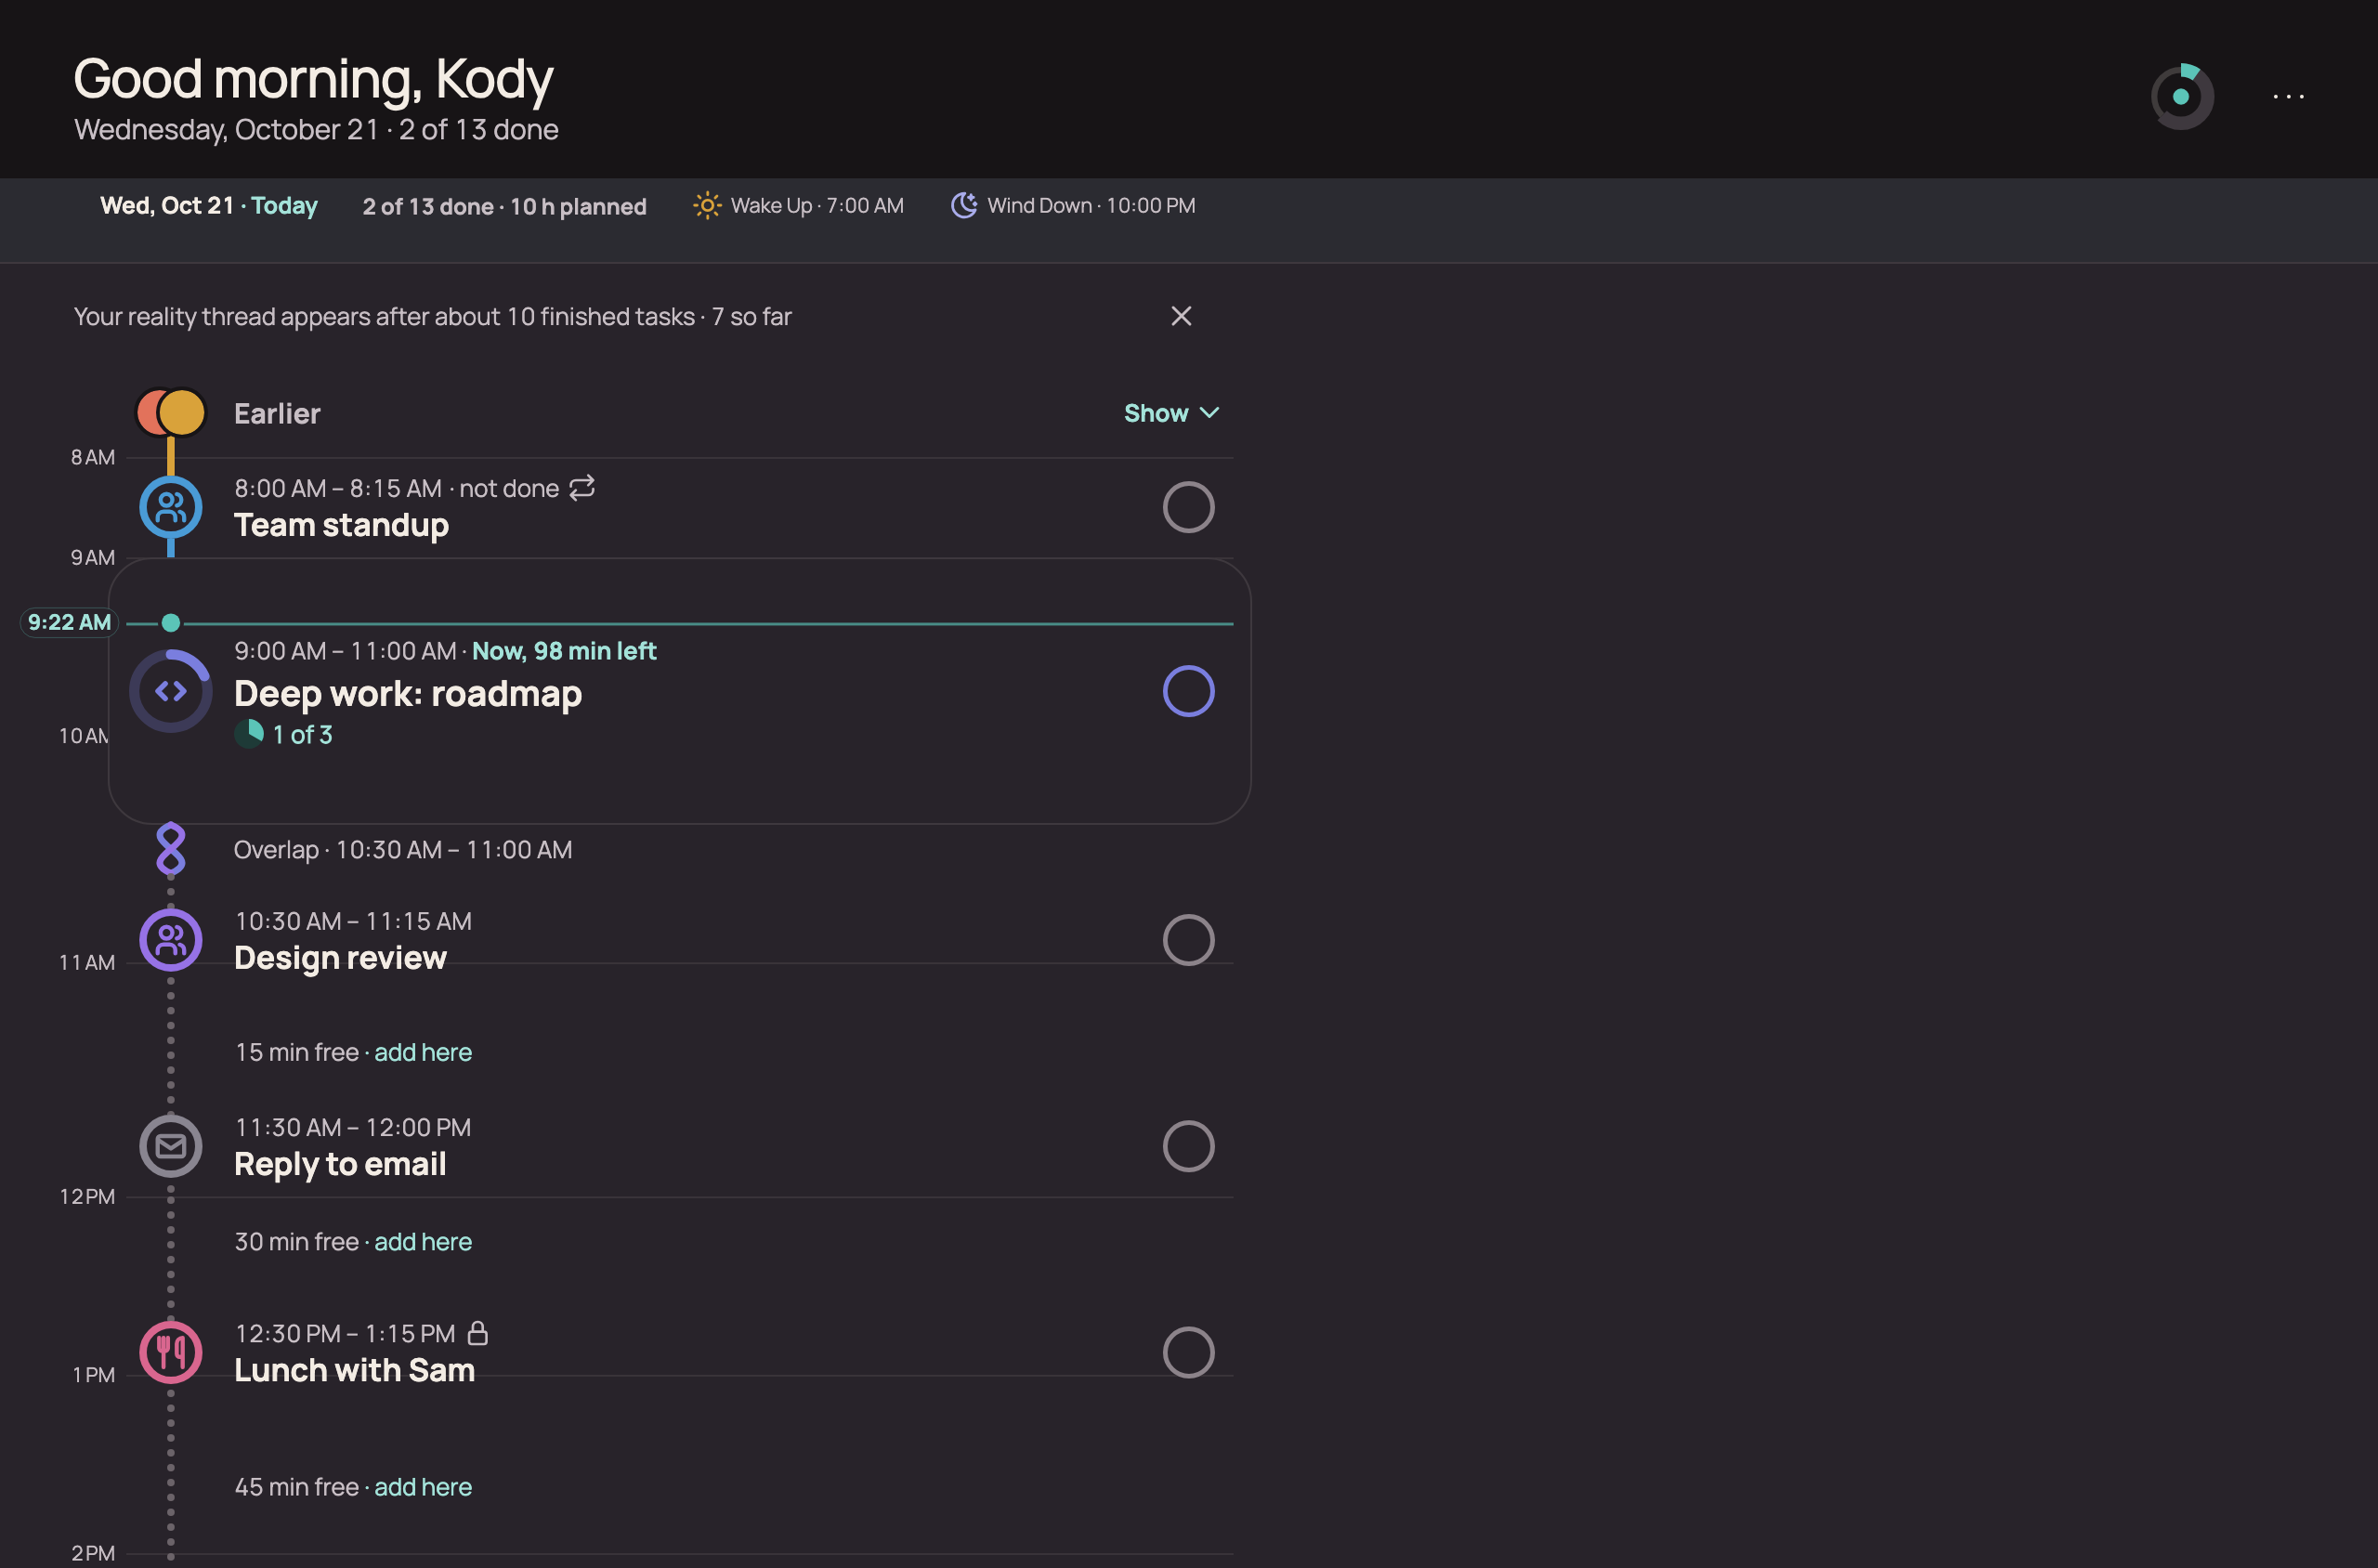 Good morning, Kody
Wednesday, October 21 · 2 of 13 done
Wed, Oct 21 · Today
2 of 13 done · 10 h planned
Wake Up · 7:00 AM
Wind Down · 10:00 PM
Your reality thread appears after about 10 finished tasks · 7 so far
Earlier
Show
8 AM
8:00 AM – 8:15 AM · not done
Team standup
9 AM
9:22 AM
9:00 AM – 11:00 AM · Now, 98 min left
Deep work: roadmap
1 of 3
10 AM
Overlap · 10:30 AM – 11:00 AM
10:30 AM – 11:15 AM
Design review
11 AM
15 min free · add here
11:30 AM – 12:00 PM
Reply to email
12 PM
30 min free · add here
12:30 PM – 1:15 PM
Lunch with Sam
1 PM
45 min free · add here
2 PM